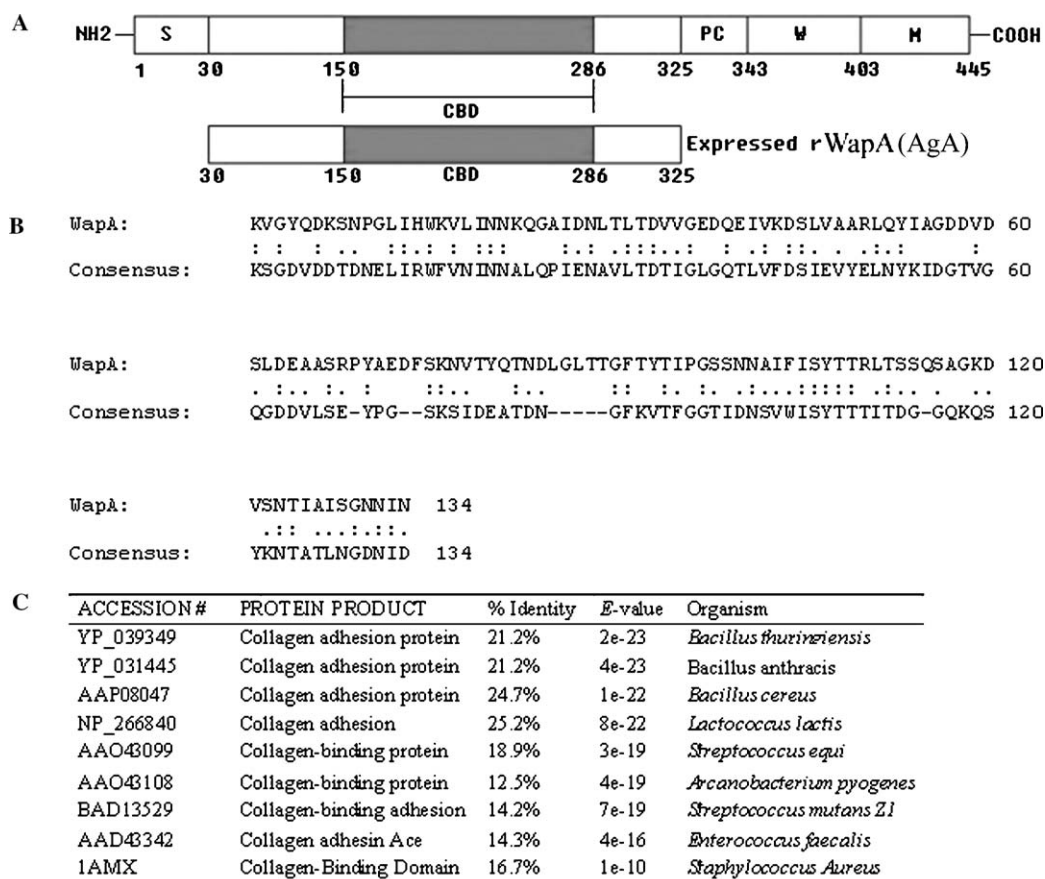 A
NH2 S PC W M COOH
1 30 150 286 325 343 403 445
CBD
Expressed rWapA(AgA)
30 150 CBD 286 325
B
WapA: KVGYQDKSNPGLIHWKVLINNKQGAIDNLTLTDVVGEDQEIVKDSLVAARLQYIAGDDVD 60
Consensus: KSGDVDDTDNELIRWFVNINNALQPIENAVLTDTIGLGQTLVFDSIEVYELNYKIDGTVG 60
WapA: SLDEAASRPYAEDFSKNVTYQTNDLGLTTGFTYTIPGSSNNAIFISYTTRLTSSQSAGKD 120
Consensus: QGDDVLSE-YPG--SKSIDEATDN-----GFKVTFGGTIDNSVWISYTTTITDG-GQKQS 120
WapA: VSNTIAISGNNIN 134
Consensus: YKNTATLNGDNID 134
C
ACCESSION # PROTEIN PRODUCT % Identity E-value Organism
YP_039349 Collagen adhesion protein 21.2% 2e-23 Bacillus thuringiensis
YP_031445 Collagen adhesion protein 21.2% 4e-23 Bacillus anthracis
AAP08047 Collagen adhesion protein 24.7% 1e-22 Bacillus cereus
NP_266840 Collagen adhesion 25.2% 8e-22 Lactococcus lactis
AAO43099 Collagen-binding protein 18.9% 3e-19 Streptococcus equi
AAO43108 Collagen-binding protein 12.5% 4e-19 Arcanobacterium pyogenes
BAD13529 Collagen-binding adhesion 14.2% 7e-19 Streptococcus mutans Z1
AAD43342 Collagen adhesin Ace 14.3% 4e-16 Enterococcus faecalis
1AMX Collagen-Binding Domain 16.7% 1e-10 Staphylococcus Aureus